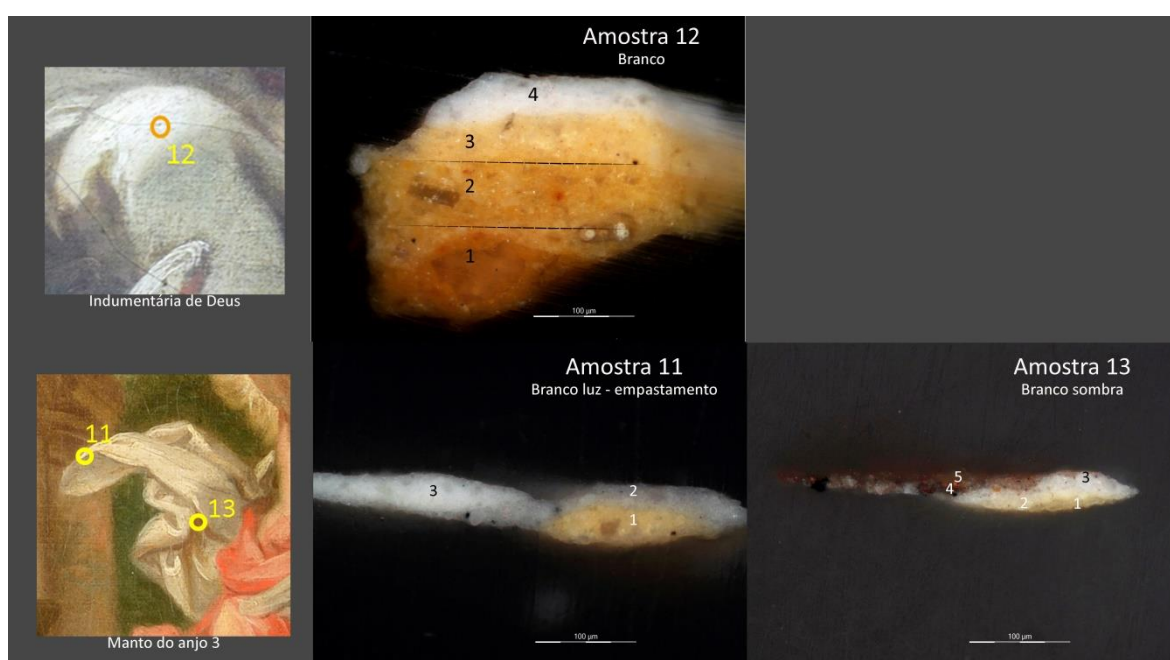 Amostra 12
Branco
12
4
3
2
1
100 µm
Indumentária de Deus
Amostra 11
Branco luz - empastamento
Amostra 13
Branco sombra
11
13
3
2
1
5
4
3
2
1
100 µm
100 µm
Manto do anjo 3